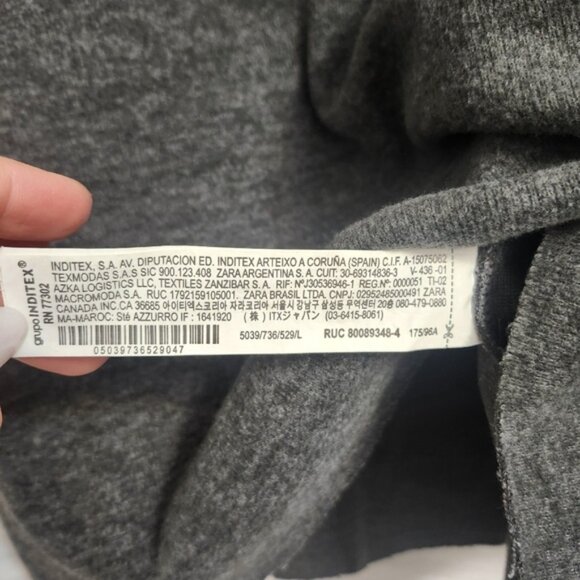 grupo INDITEX®
RN 77302
INDITEX, S.A. AV. DIPUTACION ED. INDITEX ARTEIXO A CORUÑA (SPAIN) C.I.F. A-15075062
TEXMODAS S.A.S SIC 900.123.408 ZARA ARGENTINA S.A. CUIT: 30-69314836-3 V-436 -01
AZKA LOGISTICS LLC, TEXTILES ZANZIBAR S.A. RIF: NºJ30536946-1 REG.Nº: 0000051 TI-02
MACROMODA S.A. RUC 1792159105001. ZARA BRASIL LTDA. CNPJ.: 02952485000491 ZARA
CANADA INC. CA 36685 아이티엑스코리아 자라코리아 서울시 강남구 봉성동 무역센터 20층 080-479-0880
MA-MAROC: Sté AZZURRO IF : 1641920 (株) ITXジャパン (03-6415-8061)
5039/736/529/L RUC 80089348-4 175/96A
05039736529047